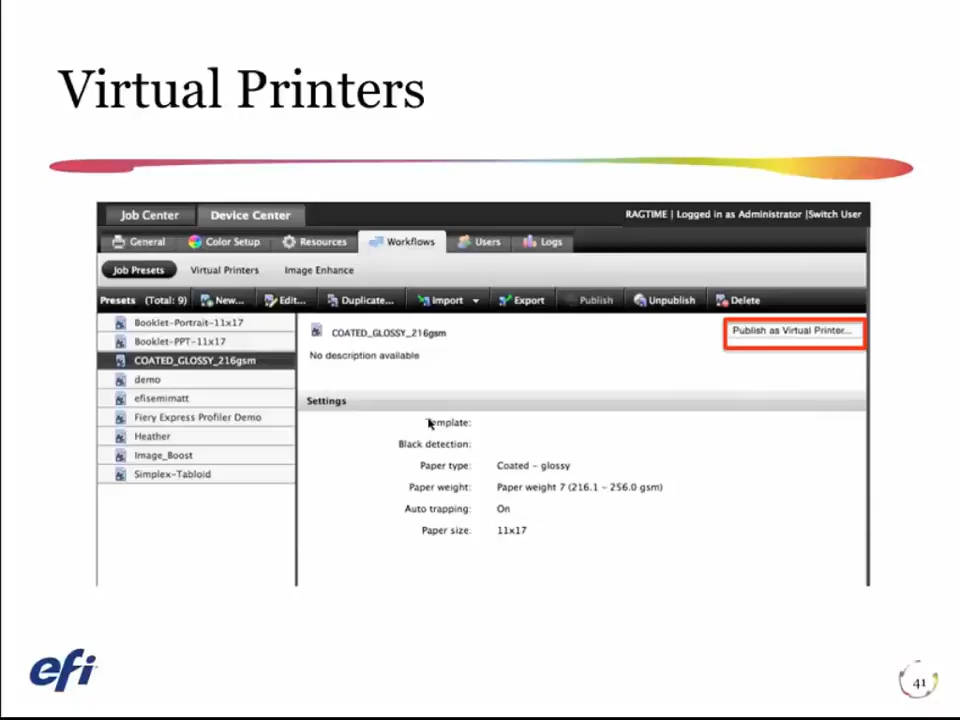 Virtual Printers
Job Center Device Center RAGTIME | Logged in as Administrator |Switch User
General Color Setup Resources Workflows Users Logs
Job Presets Virtual Printers Image Enhance
Presets (Total: 9) New... Edit... Duplicate... Import Export Publish Unpublish Delete
Booklet-Portrait-11x17
Booklet-PPT-11x17
COATED_GLOSSY_216gsm
demo
efisemimatt
Fiery Express Profiler Demo
Heather
Image_Boost
Simplex-Tabloid
COATED_GLOSSY_216gsm Publish as Virtual Printer...
No description available
Settings
Template:
Black detection:
Paper type: Coated - glossy
Paper weight: Paper weight 7 (216.1 - 256.0 gsm)
Auto trapping: On
Paper size: 11x17
efi
41